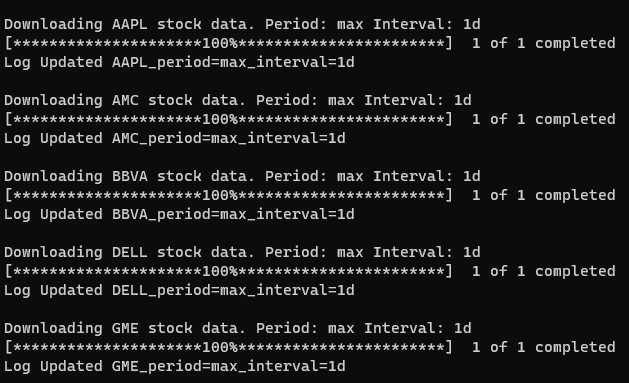 Downloading AAPL stock data. Period: max Interval: 1d
[*********************100%***********************]  1 of 1 completed
Log Updated AAPL_period=max_interval=1d
Downloading AMC stock data. Period: max Interval: 1d
[*********************100%***********************]  1 of 1 completed
Log Updated AMC_period=max_interval=1d
Downloading BBVA stock data. Period: max Interval: 1d
[*********************100%***********************]  1 of 1 completed
Log Updated BBVA_period=max_interval=1d
Downloading DELL stock data. Period: max Interval: 1d
[*********************100%***********************]  1 of 1 completed
Log Updated DELL_period=max_interval=1d
Downloading GME stock data. Period: max Interval: 1d
[*********************100%***********************]  1 of 1 completed
Log Updated GME_period=max_interval=1d